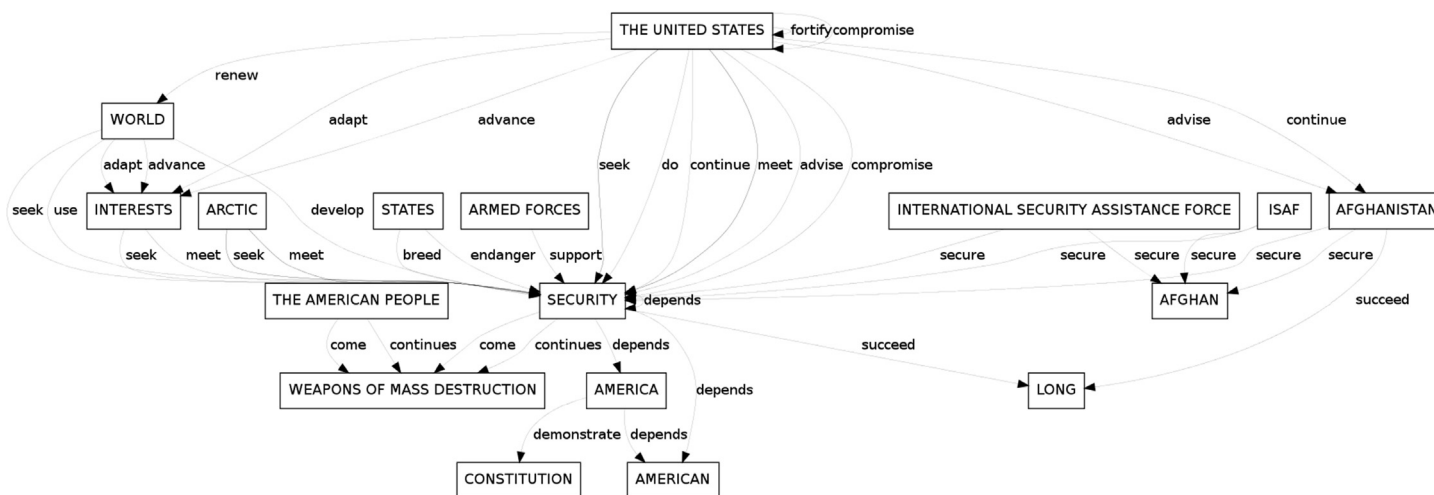 THE UNITED STATES
fortifycompromise
renew
WORLD
adapt
advance
advise
continue
adapt
advance
seek
do
continue
meet
advise
compromise
seek
use
INTERESTS
ARCTIC
develop
STATES
ARMED FORCES
INTERNATIONAL SECURITY ASSISTANCE FORCE
ISAF
AFGHANISTAN
seek
meet
seek
meet
breed
endanger
support
secure
secure
secure
secure
secure
secure
THE AMERICAN PEOPLE
SECURITY
depends
AFGHAN
succeed
come
continues
come
continues
depends
succeed
WEAPONS OF MASS DESTRUCTION
AMERICA
depends
LONG
demonstrate
depends
CONSTITUTION
AMERICAN